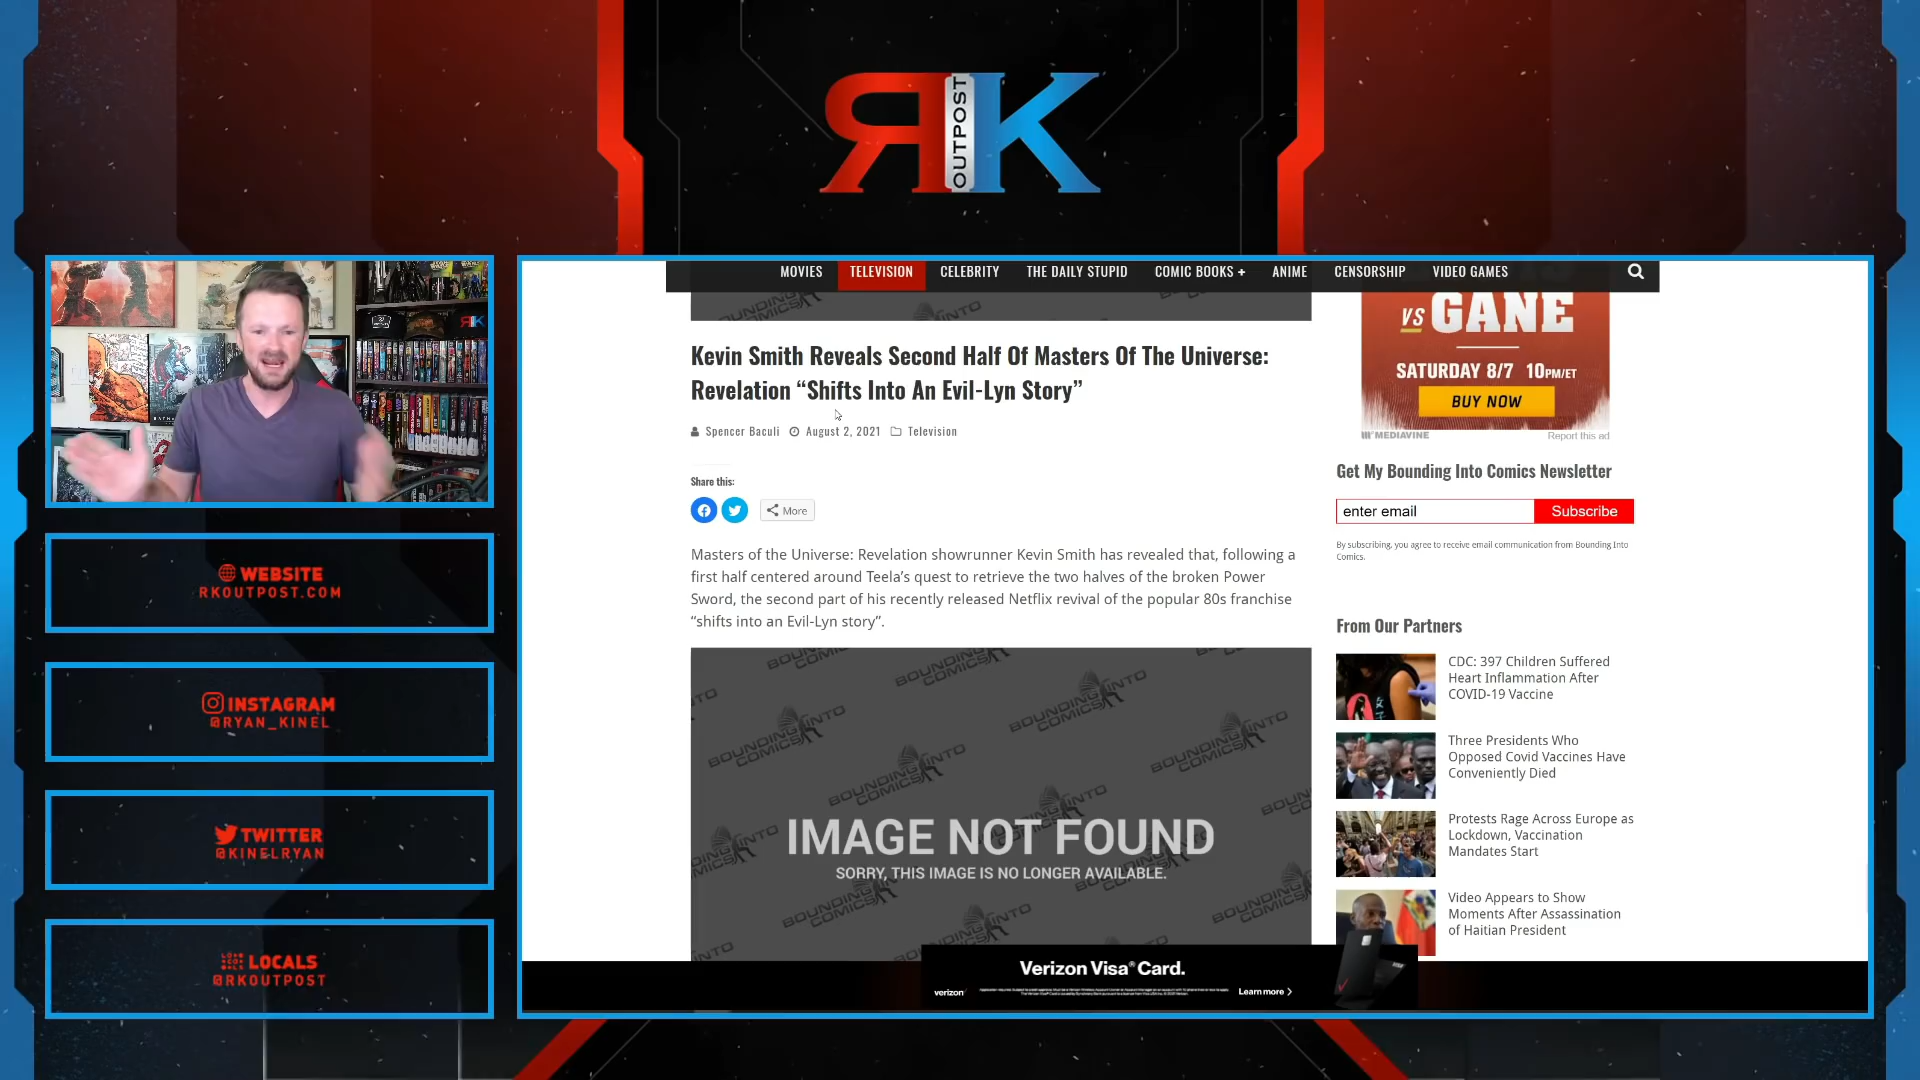 RK
OUTPOST
MOVIES
TELEVISION
CELEBRITY
THE DAILY STUPID
COMIC BOOKS +
ANIME
CENSORSHIP
VIDEO GAMES
Kevin Smith Reveals Second Half Of Masters Of The Universe:
Revelation “Shifts Into An Evil-Lyn Story”
Spencer Baculi
August 2, 2021
Television
Share this:
More
Masters of the Universe: Revelation showrunner Kevin Smith has revealed that, following a
first half centered around Teela’s quest to retrieve the two halves of the broken Power
Sword, the second part of his recently released Netflix revival of the popular 80s franchise
“shifts into an Evil-Lyn story”.
BOUNDING INTO COMICS
IMAGE NOT FOUND
SORRY, THIS IMAGE IS NO LONGER AVAILABLE.
VS GANE
SATURDAY 8/7 10PM/ET
BUY NOW
MEDIAVINE
Report this ad
Get My Bounding Into Comics Newsletter
enter email
Subscribe
By subscribing, you agree to receive email communication from Bounding Into
Comics.
From Our Partners
CDC: 397 Children Suffered
Heart Inflammation After
COVID-19 Vaccine
Three Presidents Who
Opposed Covid Vaccines Have
Conveniently Died
Protests Rage Across Europe as
Lockdown, Vaccination
Mandates Start
Video Appears to Show
Moments After Assassination
of Haitian President
Verizon Visa® Card.
verizon
Learn more >
WEBSITE
RKOUTPOST.COM
INSTAGRAM
@RYAN_KINEL
TWITTER
@KINELRYAN
LOCALS
@RKOUTPOST